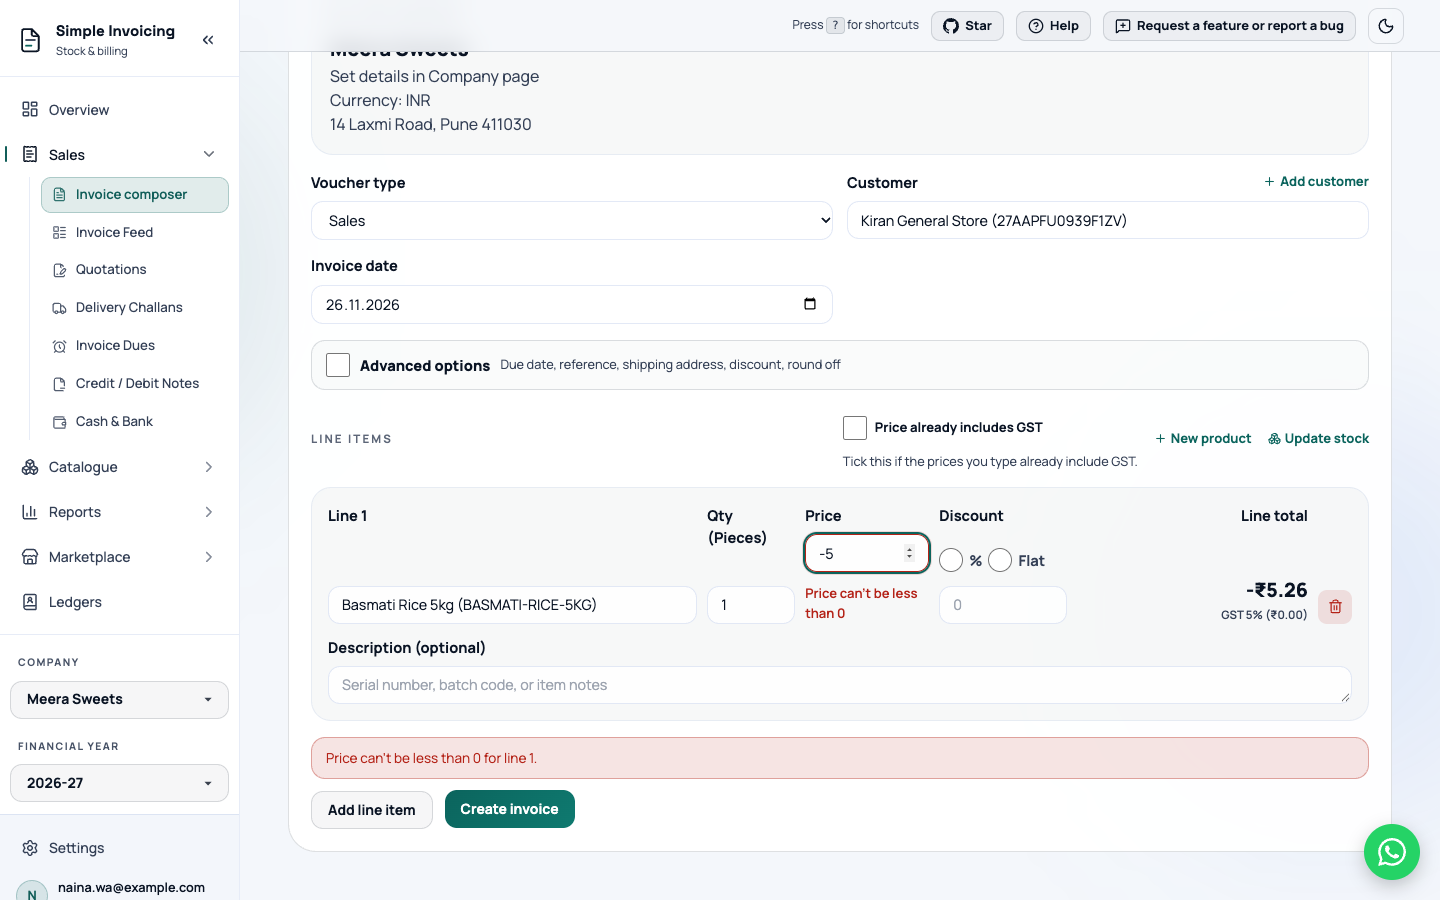 Simple Invoicing
Stock & billing
Press ? for shortcuts
Star
Help
Request a feature or report a bug
Overview
Sales
Invoice composer
Invoice Feed
Quotations
Delivery Challans
Invoice Dues
Credit / Debit Notes
Cash & Bank
Catalogue
Reports
Marketplace
Ledgers
COMPANY
Meera Sweets
FINANCIAL YEAR
2026-27
Settings
N
naina.wa@example.com
Meera Sweets
Set details in Company page
Currency: INR
14 Laxmi Road, Pune 411030
Voucher type
Sales
Customer
+ Add customer
Kiran General Store (27AAPFU0939F1ZV)
Invoice date
26.11.2026
Advanced options Due date, reference, shipping address, discount, round off
LINE ITEMS
Price already includes GST
Tick this if the prices you type already include GST.
+ New product
Update stock
Line 1
Qty
(Pieces)
Price
Discount
Line total
-5
% Flat
Basmati Rice 5kg (BASMATI-RICE-5KG)
1
Price can't be less
than 0
0
-₹5.26
GST 5% (₹0.00)
Description (optional)
Serial number, batch code, or item notes
Price can't be less than 0 for line 1.
Add line item
Create invoice